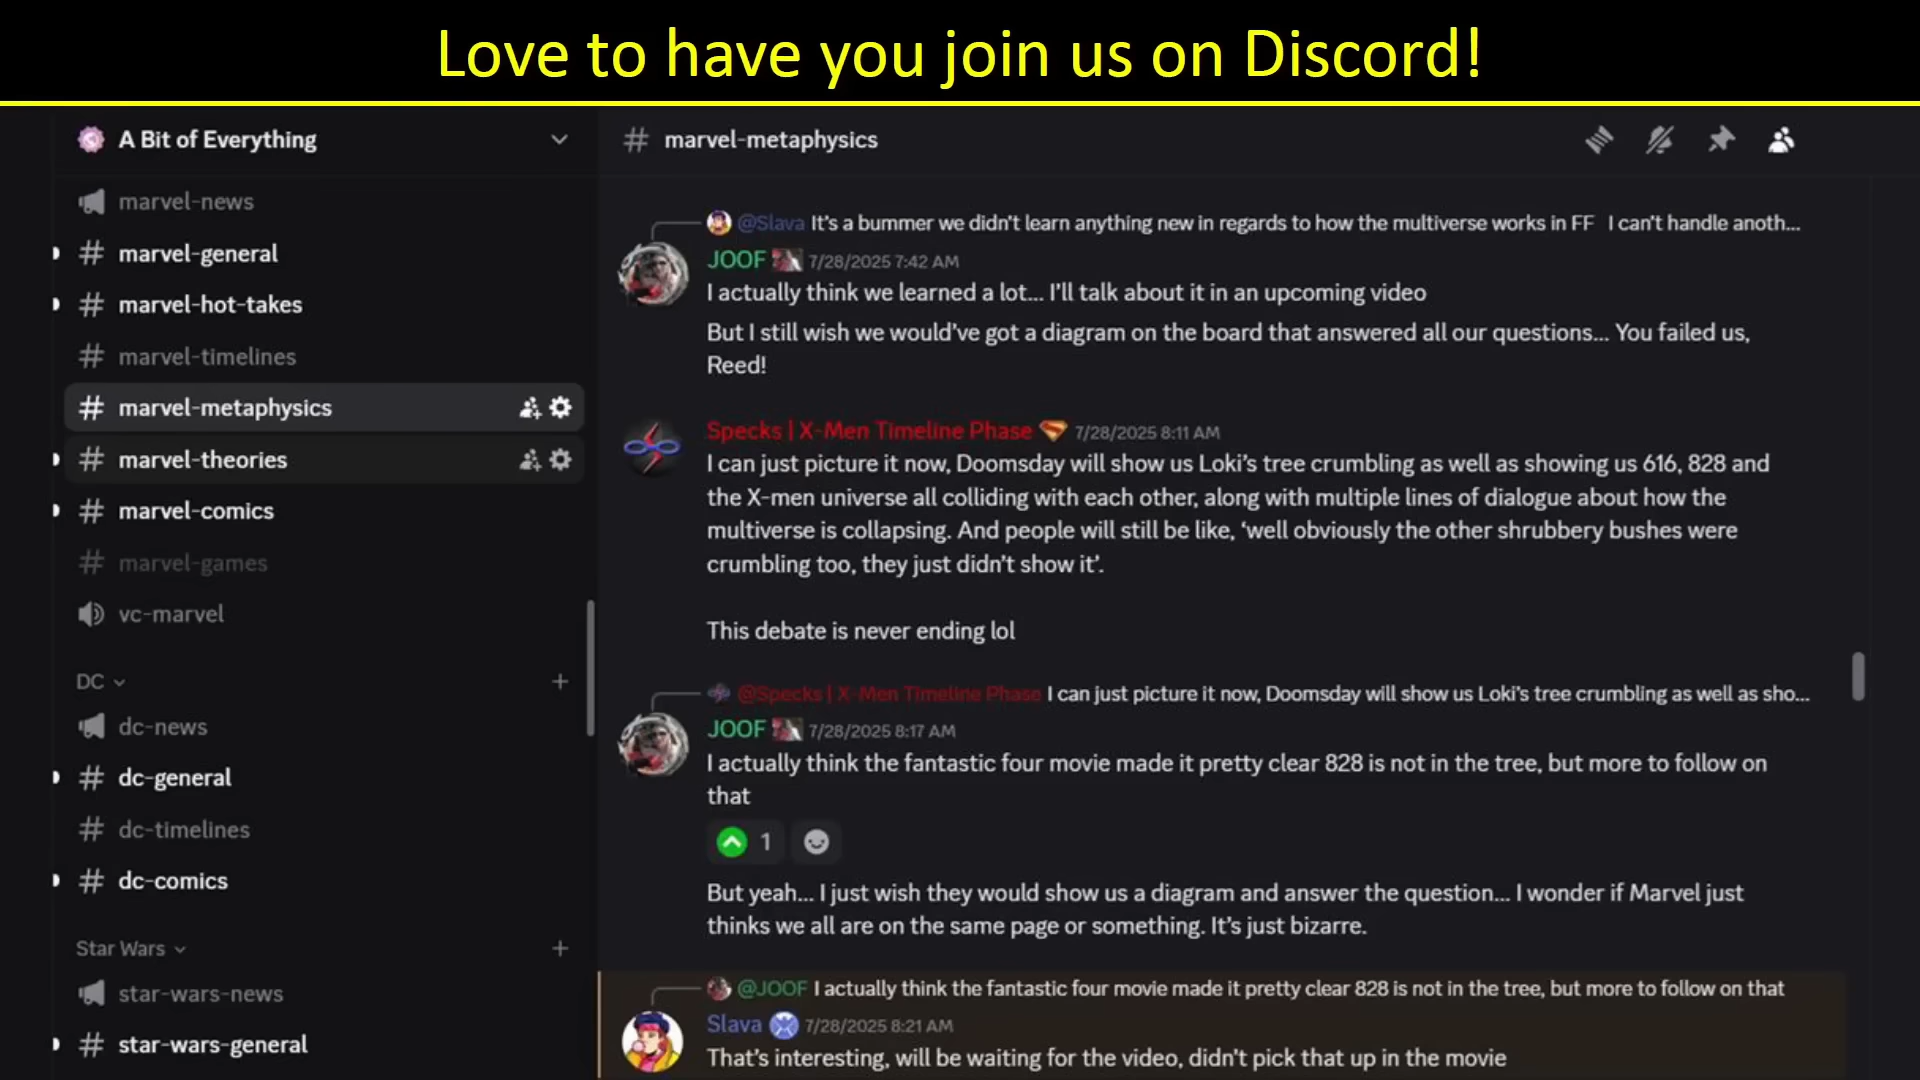 Love to have you join us on Discord!
A Bit of Everything
marvel-news
marvel-general
marvel-hot-takes
marvel-timelines
marvel-metaphysics
marvel-theories
marvel-comics
marvel-games
vc-marvel
DC
dc-news
dc-general
dc-timelines
dc-comics
Star Wars
star-wars-news
star-wars-general
# marvel-metaphysics
@Slava It's a bummer we didn't learn anything new in regards to how the multiverse works in FF I can't handle anoth...
JOOF 7/28/2025 7:42 AM
I actually think we learned a lot... I'll talk about it in an upcoming video
But I still wish we would've got a diagram on the board that answered all our questions... You failed us,
Reed!
Specks | X-Men Timeline Phase 7/28/2025 8:11 AM
I can just picture it now, Doomsday will show us Loki's tree crumbling as well as showing us 616, 828 and
the X-men universe all colliding with each other, along with multiple lines of dialogue about how the
multiverse is collapsing. And people will still be like, 'well obviously the other shrubbery bushes were
crumbling too, they just didn't show it'.
This debate is never ending lol
@Specks | X-Men Timeline Phase I can just picture it now, Doomsday will show us Loki's tree crumbling as well as sho...
JOOF 7/28/2025 8:17 AM
I actually think the fantastic four movie made it pretty clear 828 is not in the tree, but more to follow on
that
1
But yeah... I just wish they would show us a diagram and answer the question... I wonder if Marvel just
thinks we all are on the same page or something. It's just bizarre.
@JOOF I actually think the fantastic four movie made it pretty clear 828 is not in the tree, but more to follow on that
Slava 7/28/2025 8:21 AM
That's interesting, will be waiting for the video, didn't pick that up in the movie